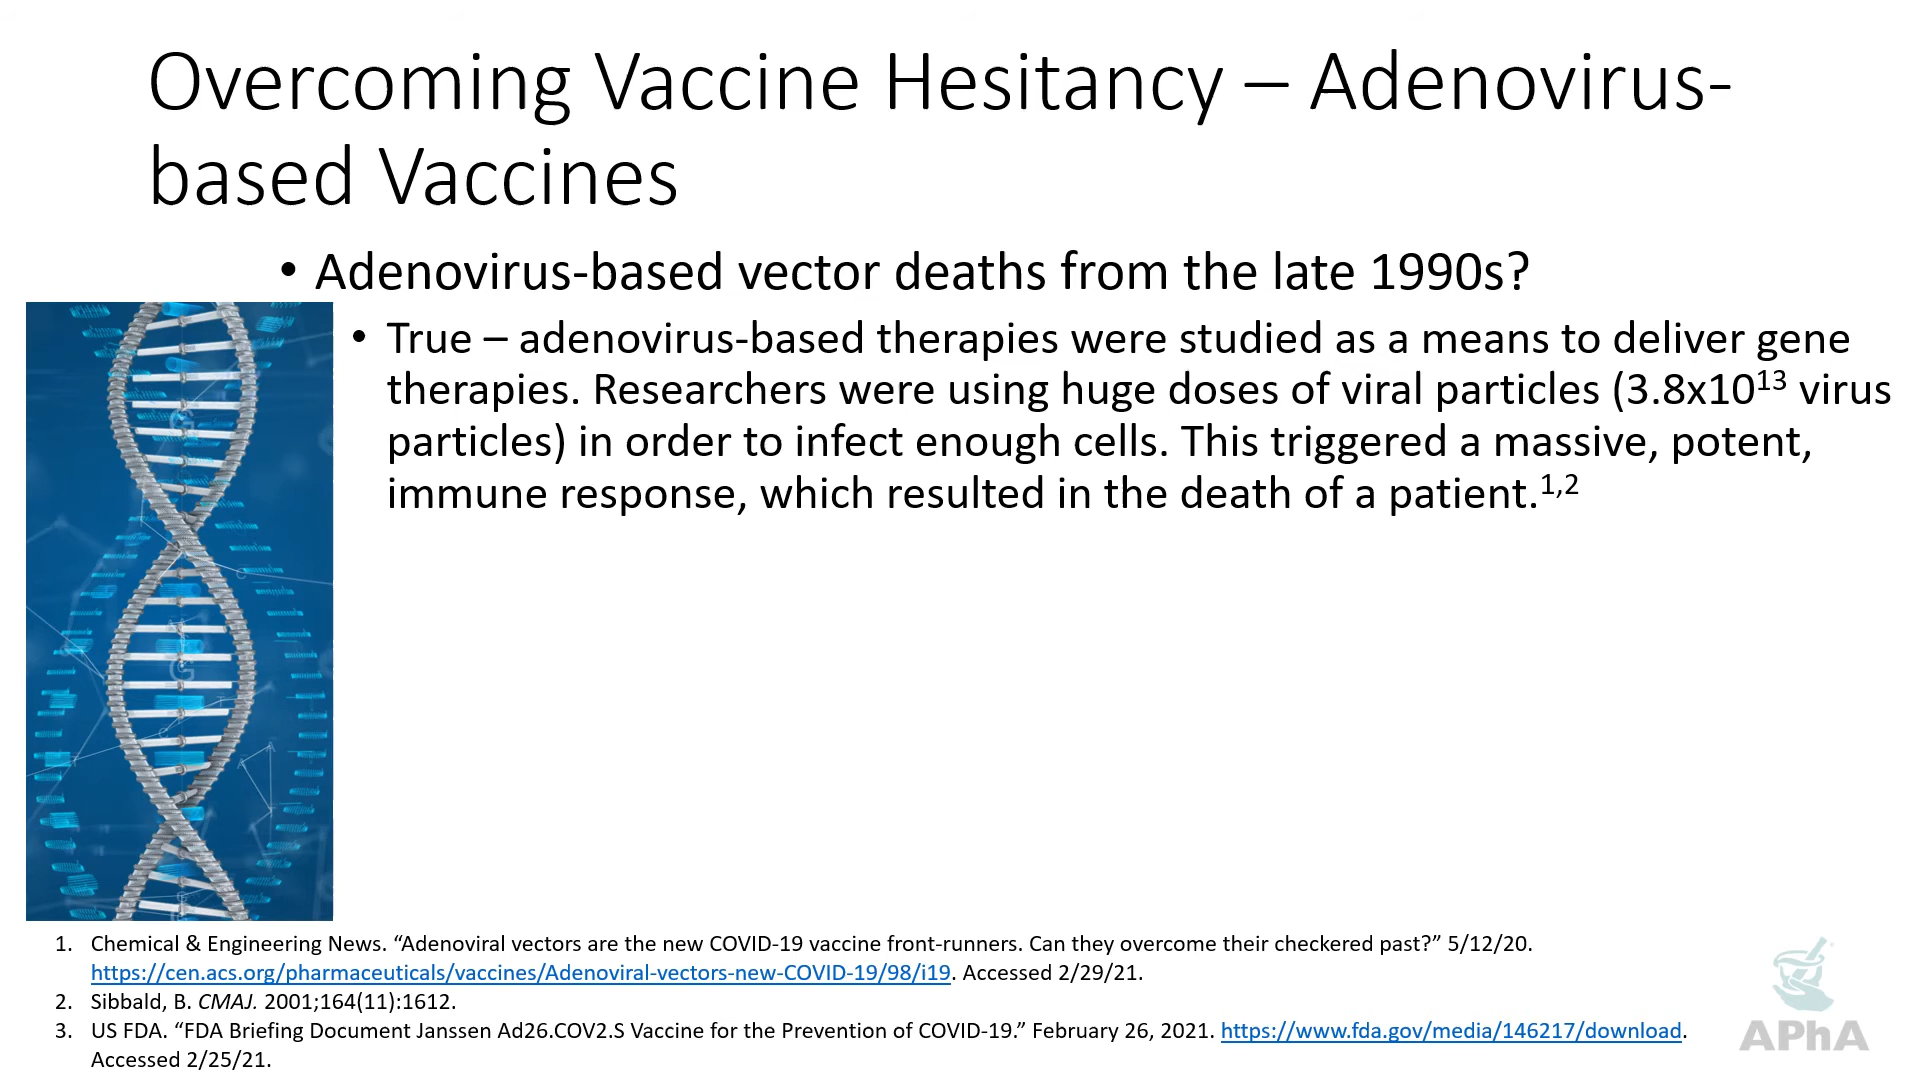 Overcoming Vaccine Hesitancy – Adenovirus-
based Vaccines
• Adenovirus-based vector deaths from the late 1990s?
• True – adenovirus-based therapies were studied as a means to deliver gene
therapies. Researchers were using huge doses of viral particles (3.8x10¹³ virus
particles) in order to infect enough cells. This triggered a massive, potent,
immune response, which resulted in the death of a patient.¹,²
1. Chemical & Engineering News. “Adenoviral vectors are the new COVID-19 vaccine front-runners. Can they overcome their checkered past?” 5/12/20.
https://cen.acs.org/pharmaceuticals/vaccines/Adenoviral-vectors-new-COVID-19/98/i19. Accessed 2/29/21.
2. Sibbald, B. CMAJ. 2001;164(11):1612.
3. US FDA. “FDA Briefing Document Janssen Ad26.COV2.S Vaccine for the Prevention of COVID-19.” February 26, 2021. https://www.fda.gov/media/146217/download.
Accessed 2/25/21.
APhA